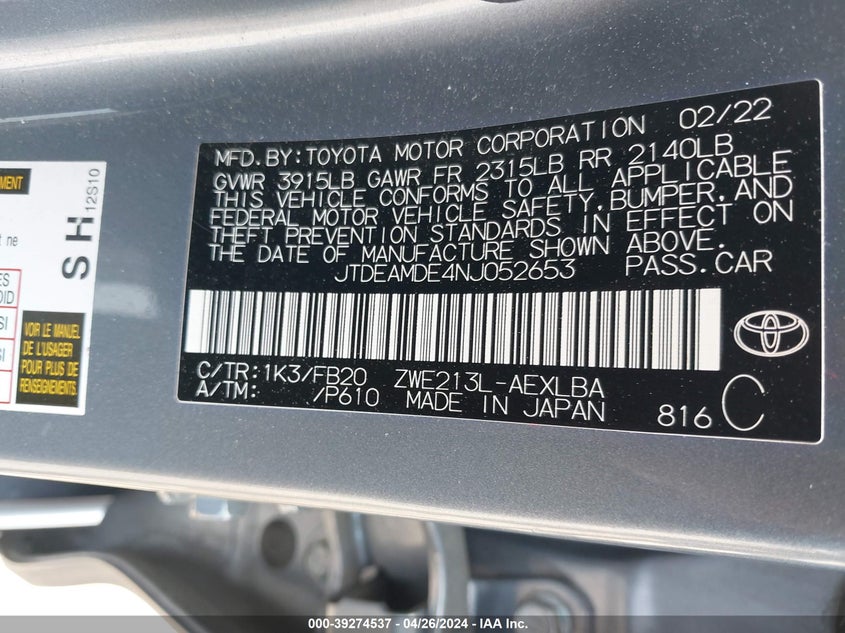 MFD.BY:TOYOTA MOTOR CORPORATION 02/22
GVWR 3915LB GAWR FR 2315LB RR 2140LB
THIS VEHICLE CONFORMS TO ALL APPLICABLE
FEDERAL MOTOR VEHICLE SAFETY,BUMPER,AND
THEFT PREVENTION STANDARDS IN EFFECT ON
THE DATE OF MANUFACTURE SHOWN ABOVE.
JTDEAMDE4NJ052653 PASS.CAR
C/TR:1K3/FB20 ZWE213L-AEXLBA
A/TM: /P610 MADE IN JAPAN 816 C
SH
12S10
VOIR LE MANUEL
DE L'USAGER
POUR PLUS DE
RENSEIGNEMENTS.
000-39274537 - 04/26/2024 - IAA Inc.